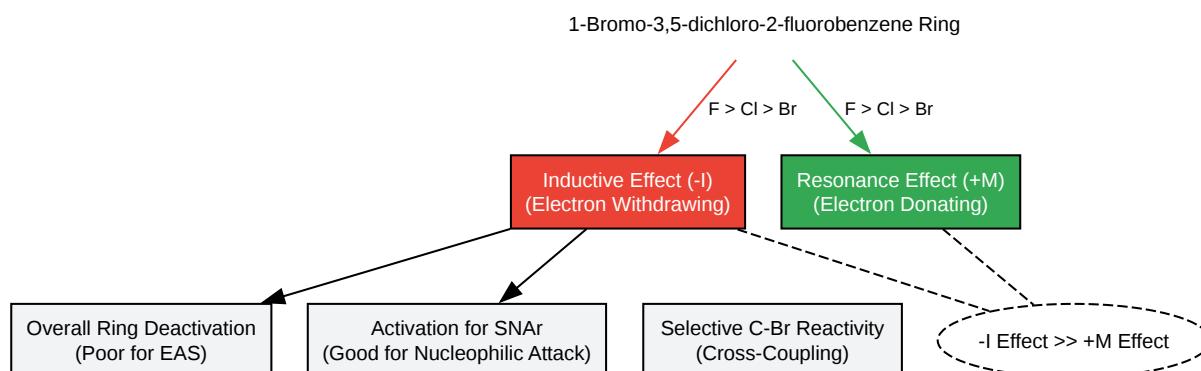 1-Bromo-3,5-dichloro-2-fluorobenzene Ring
F > Cl > Br
F > Cl > Br
Inductive Effect (-I)
(Electron Withdrawing)
Resonance Effect (+M)
(Electron Donating)
Overall Ring Deactivation
(Poor for EAS)
Activation for SNAr
(Good for Nucleophilic Attack)
Selective C-Br Reactivity
(Cross-Coupling)
-I Effect >> +M Effect